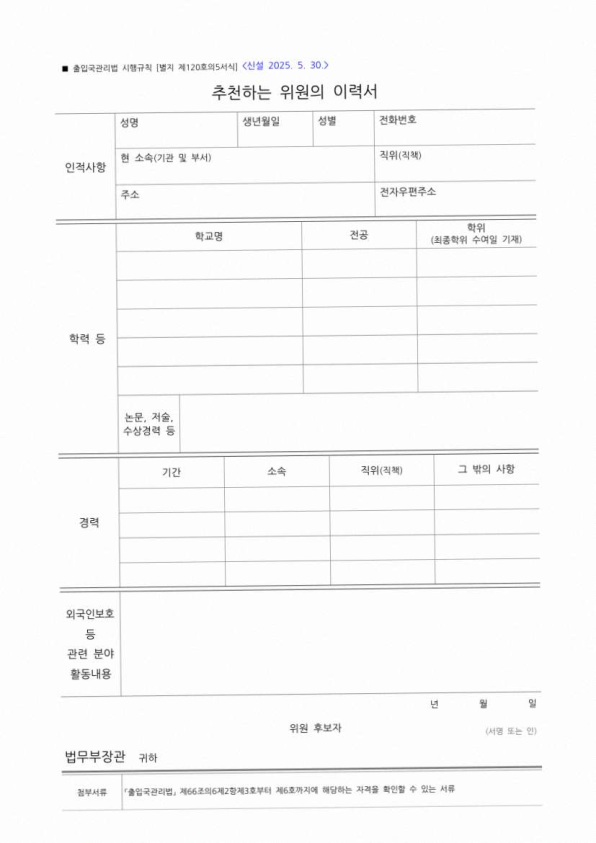 ■ 출입국관리법 시행규칙 [별지 제120호의5서식] <신설 2025. 5. 30.>
추천하는 위원의 이력서
인적사항
성명
생년월일
성별
전화번호
현 소속(기관 및 부서)
직위(직책)
주소
전자우편주소
학력 등
학교명
전공
학위
(최종학위 수여일 기재)
논문, 저술,
수상경력 등
경력
기간
소속
직위(직책)
그 밖의 사항
외국인보호
등
관련 분야
활동내용
년 월 일
위원 후보자
(서명 또는 인)
법무부장관 귀하
첨부서류
「출입국관리법」 제66조의6제2항제3호부터 제6호까지에 해당하는 자격을 확인할 수 있는 서류